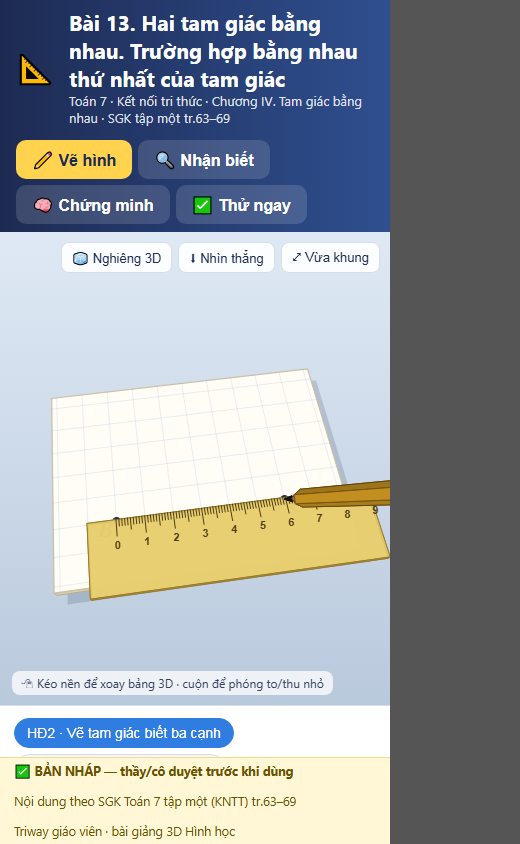 Bài 13. Hai tam giác bằng
nhau. Trường hợp bằng nhau
thứ nhất của tam giác
Toán 7 · Kết nối tri thức · Chương IV. Tam giác bằng
nhau · SGK tập một tr.63–69
Vẽ hình
Nhận biết
Chứng minh
Thử ngay
Nghiêng 3D
Nhìn thẳng
Vừa khung
0 1 2 3 4 5 6 7 8 9
Kéo nền để xoay bảng 3D · cuộn để phóng to/thu nhỏ
HĐ2 · Vẽ tam giác biết ba cạnh
BẢN NHÁP — thầy/cô duyệt trước khi dùng
Nội dung theo SGK Toán 7 tập một (KNTT) tr.63–69
Triway giáo viên · bài giảng 3D Hình học